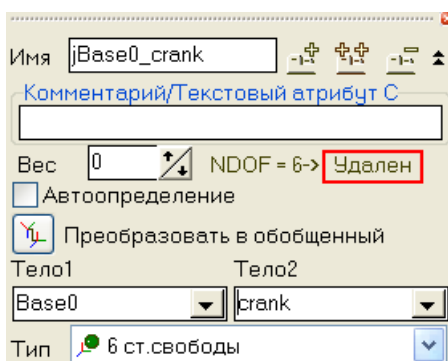 Имя jBase0_crank
Комментарий/Текстовый атрибут C
Вес 0 NDOF = 6-> Удален
Автоопределение
Преобразовать в обобщенный
Тело1 Тело2
Base0 crank
Тип 6 ст.свободы